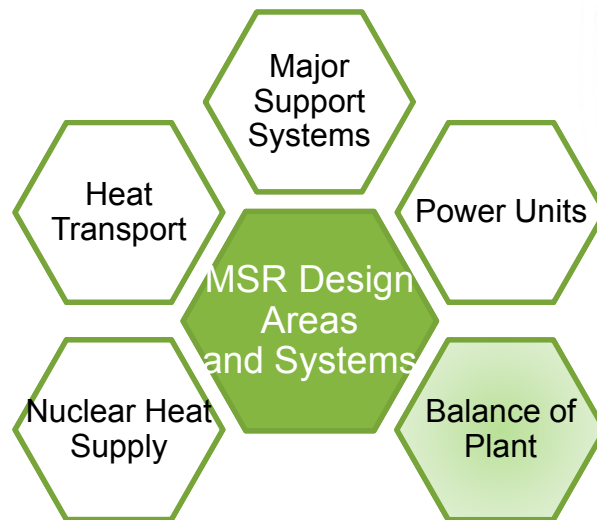 Major
Support
Systems
Heat
Transport
Power Units
MSR Design
Areas
and Systems
Nuclear Heat
Supply
Balance of
Plant